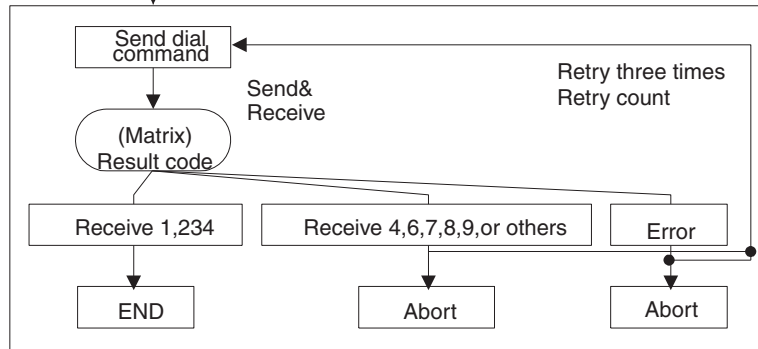 Send dial
command
Send&
Receive
Retry three times
Retry count
(Matrix)
Result code
Receive 1,234
Receive 4,6,7,8,9,or others
Error
END
Abort
Abort